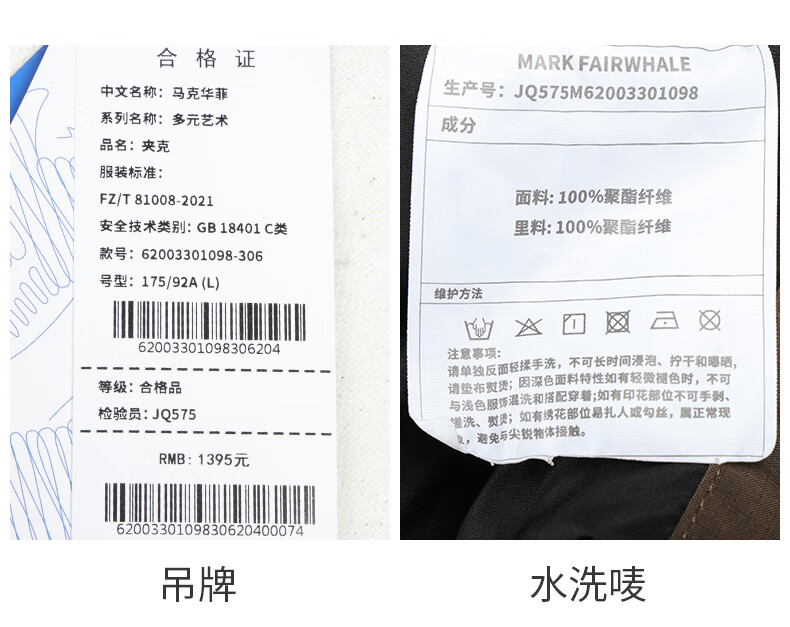 合 格 证
中文名称: 马克华菲
系列名称: 多元艺术
品名: 夹克
服装标准:
FZ/T 81008-2021
安全技术类别: GB 18401 C类
款号: 62003301098-306
号型: 175/92A (L)
62003301098306204
等级: 合格品
检验员: JQ575
RMB: 1395元
6200330109830620400074
吊牌
MARK FAIRWHALE
生产号: JQ575M62003301098
成分
面料: 100%聚酯纤维
里料: 100%聚酯纤维
维护方法
注意事项:
请单独反面轻揉手洗，不可长时间浸泡、拧干和曝晒，
请垫布熨烫；因深色面料特性如有轻微褪色时，不可
与浅色服饰混洗和搭配穿着;如有印花部位不可手剥、
搓洗、熨烫；如有绣花部位易扎人或勾丝，属正常现
象，避免与尖锐物体接触。
水洗唛